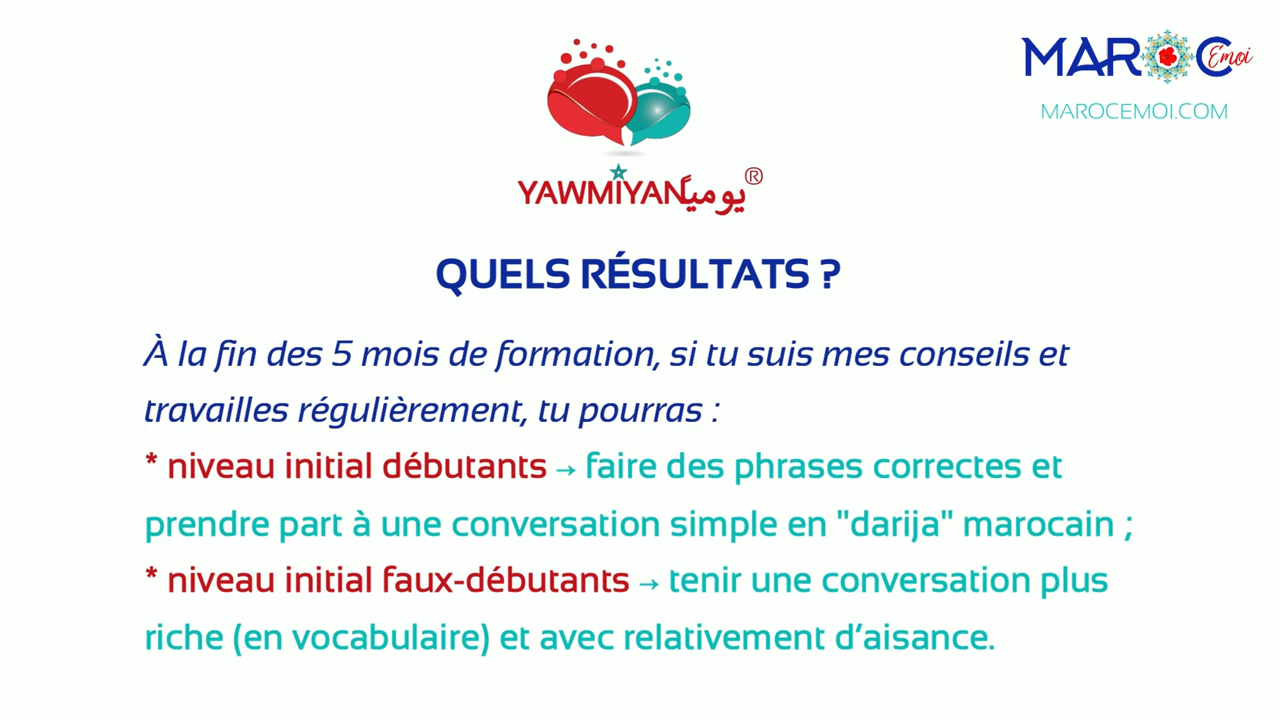 MAROC
Emoi
MAROCEMOI.COM
YAWMIYAN يوميا®
QUELS RÉSULTATS ?
À la fin des 5 mois de formation, si tu suis mes conseils et
travailles régulièrement, tu pourras :
* niveau initial débutants → faire des phrases correctes et
prendre part à une conversation simple en "darija" marocain ;
* niveau initial faux-débutants → tenir une conversation plus
riche (en vocabulaire) et avec relativement d’aisance.